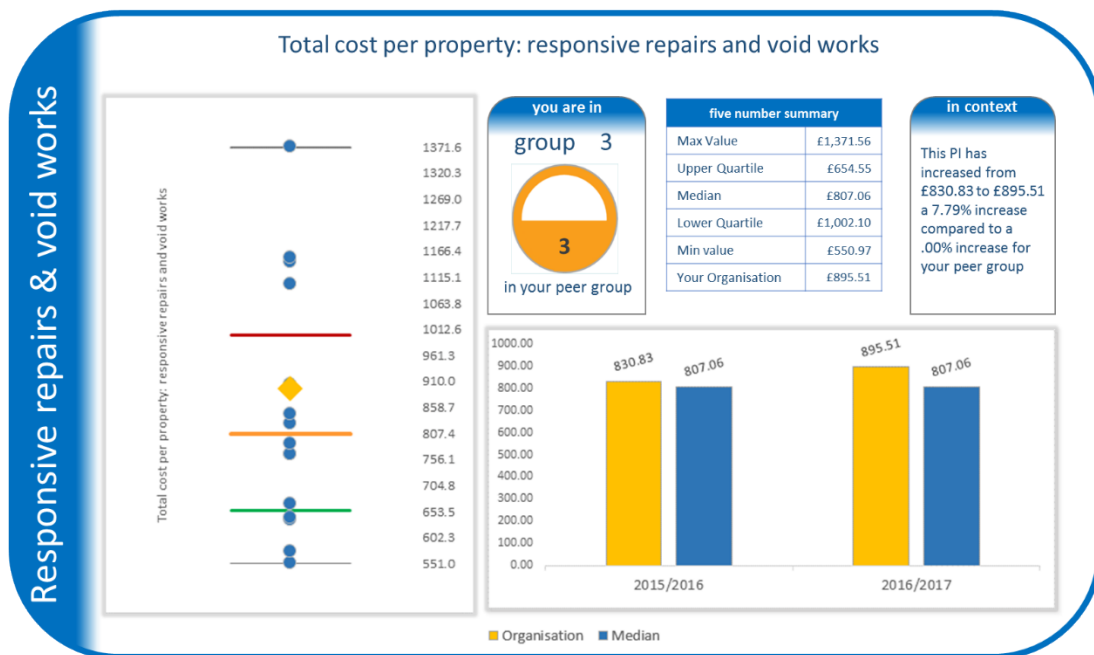 Responsive repairs & void works
Total cost per property: responsive repairs and void works
Total cost per property: responsive repairs and void works
1371.6
1320.3
1269.0
1217.7
1166.4
1115.1
1063.8
1012.6
961.3
910.0
858.7
807.4
756.1
704.8
653.5
602.3
551.0
you are in
group 3
3
in your peer group
five number summary
Max Value £1,371.56
Upper Quartile £654.55
Median £807.06
Lower Quartile £1,002.10
Min value £550.97
Your Organisation £895.51
in context
This PI has
increased from
£830.83 to £895.51
a 7.79% increase
compared to a
.00% increase for
your peer group
1000.00
900.00
800.00
700.00
600.00
500.00
400.00
300.00
200.00
100.00
0.00
830.83
807.06
895.51
807.06
2015/2016
2016/2017
Organisation
Median